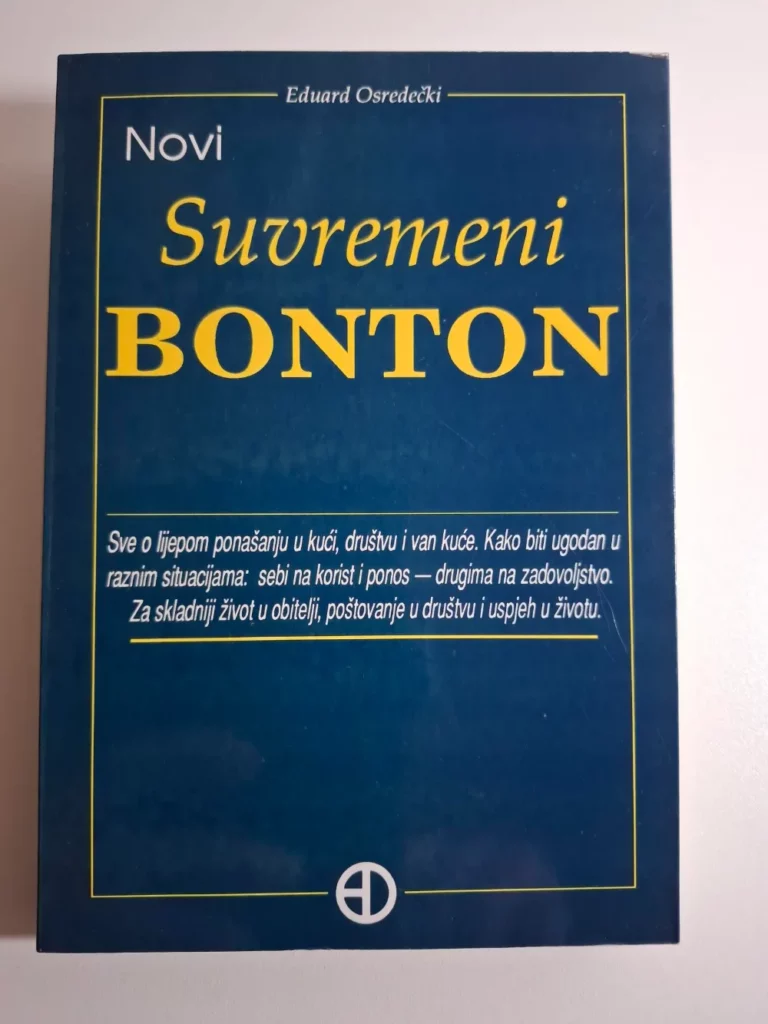 Eduard Osredečki
Novi
Suvremeni
BONTON
Sve o lijepom ponašanju u kući, društvu i van kuće. Kako biti ugodan u
raznim situacijama: sebi na korist i ponos — drugima na zadovoljstvo.
Za skladniji život u obitelji, poštovanje u društvu i uspjeh u životu.